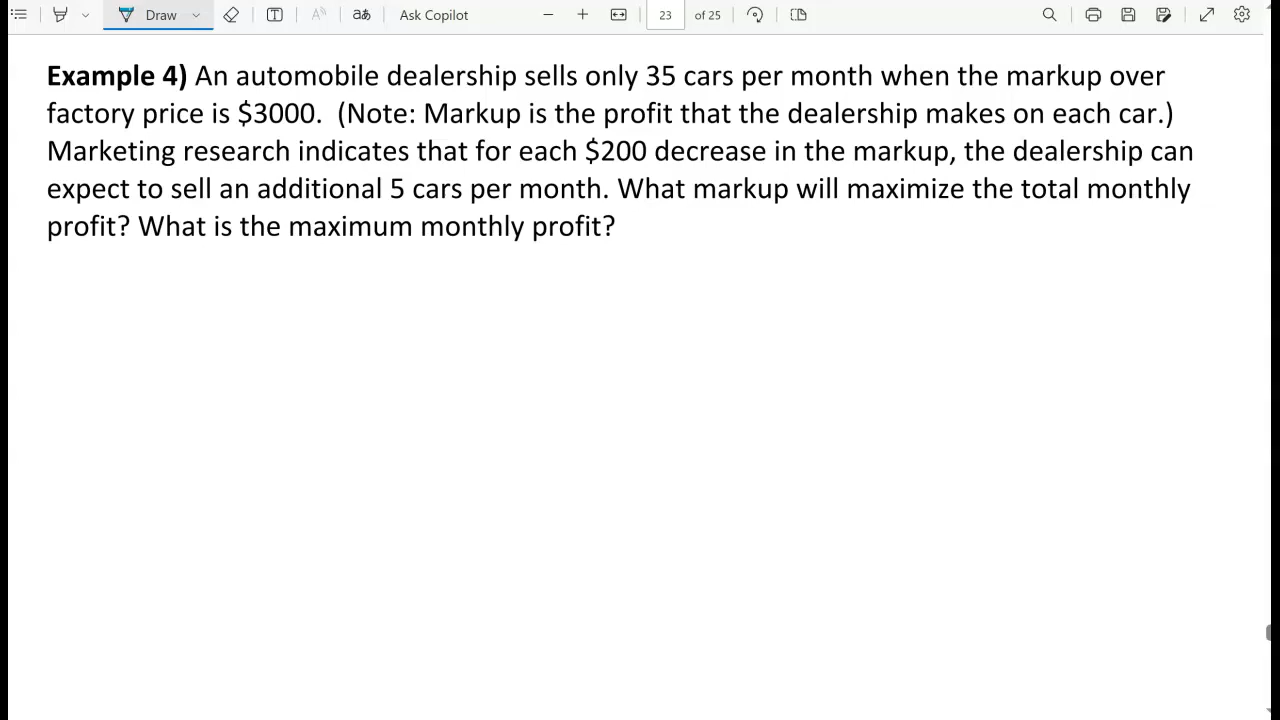 Draw
A
aあ
Ask Copilot
23
of 25
Example 4) An automobile dealership sells only 35 cars per month when the markup over
factory price is $3000.  (Note: Markup is the profit that the dealership makes on each car.)
Marketing research indicates that for each $200 decrease in the markup, the dealership can
expect to sell an additional 5 cars per month. What markup will maximize the total monthly
profit? What is the maximum monthly profit?